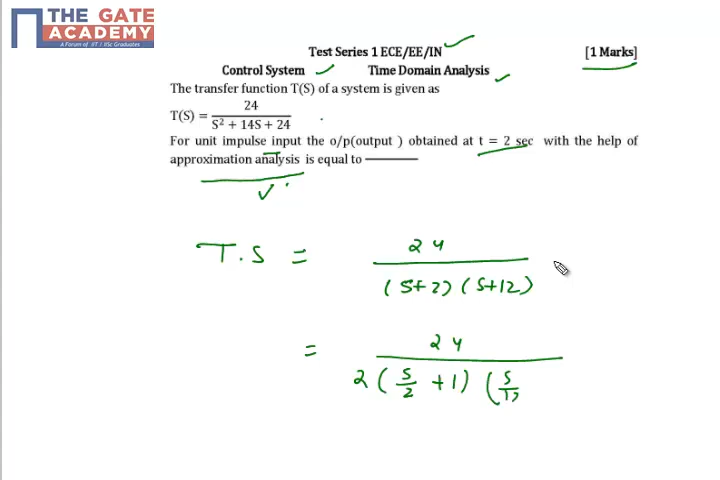 THE GATE
ACADEMY
A Forum of IIT / IISc Graduates
Test Series 1 ECE/EE/IN [1 Marks]
Control System Time Domain Analysis
The transfer function T(S) of a system is given as
T(S) = 24 / S² + 14S + 24 .
For unit impulse input the o/p(output ) obtained at t = 2 sec with the help of
approximation analysis is equal to ————
T.S = 24 / (S+2) (S+12)
= 24 / 2 (S/2 + 1) (S/12